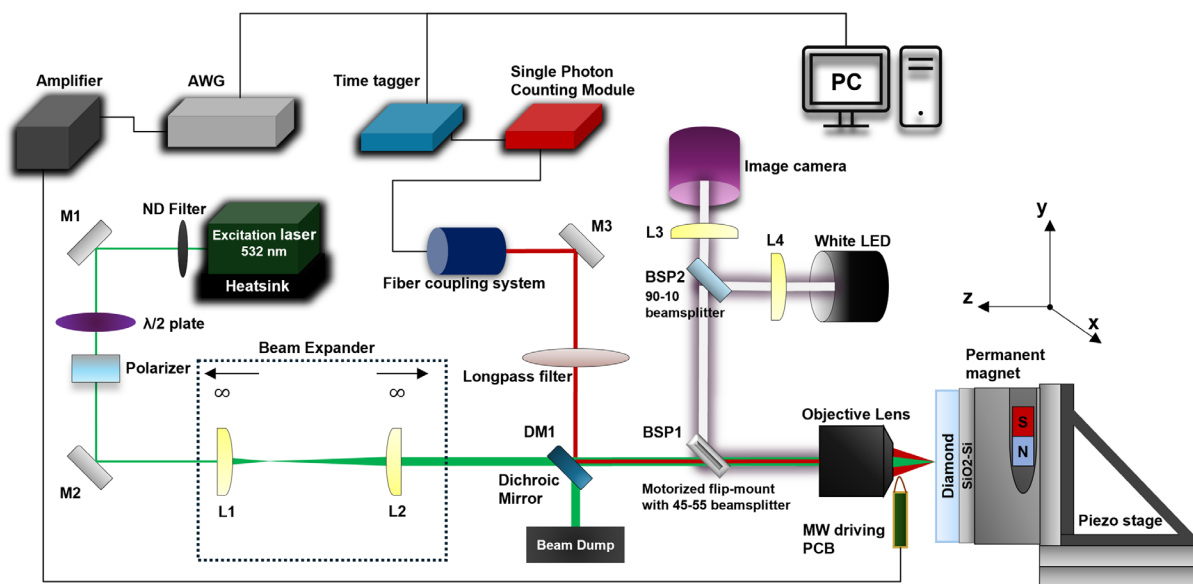 Amplifier
AWG
Time tagger
Single Photon
Counting Module
PC
Image camera
M1
ND Filter
Excitation laser
532 nm
Heatsink
M3
Fiber coupling system
L3
L4
White LED
BSP2
90-10
beamsplitter
y
z
x
λ/2 plate
Polarizer
Beam Expander
∞
∞
Longpass filter
Permanent
magnet
S
N
Objective Lens
DM1
Dichroic
Mirror
BSP1
Motorized flip-mount
with 45-55 beamsplitter
M2
L1
L2
Beam Dump
MW driving
PCB
Diamond
SiO2-Si
Piezo stage